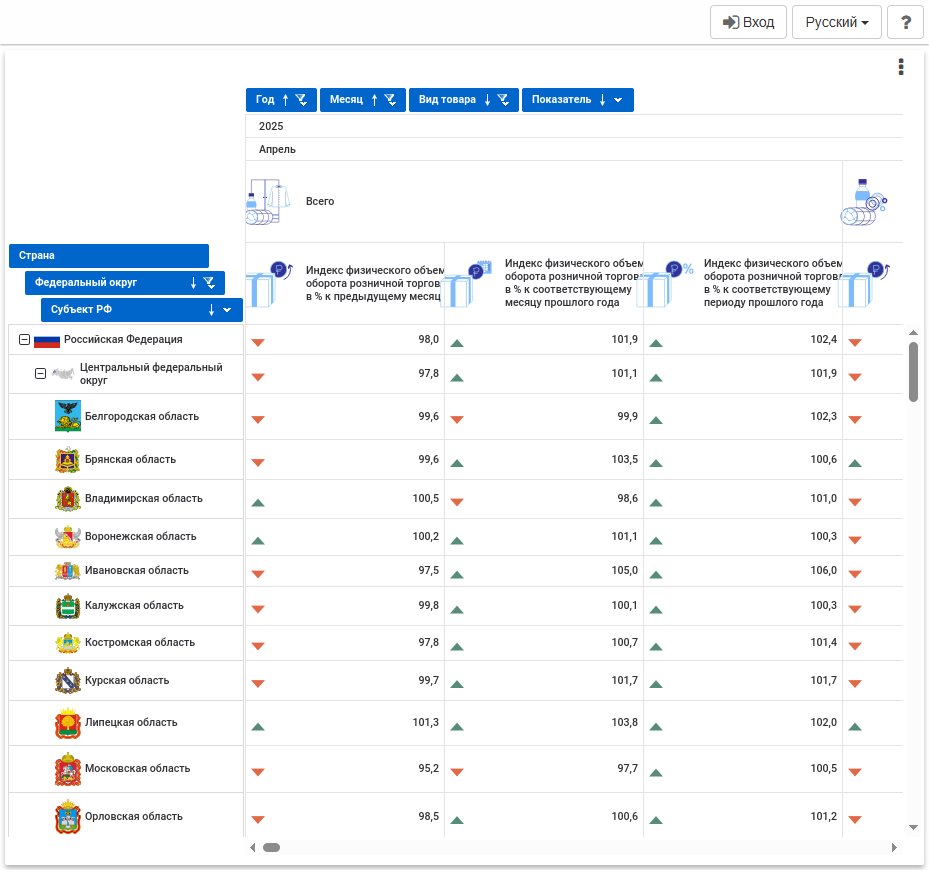 Вход
Русский
?
Год
Месяц
Вид товара
Показатель
2025
Апрель
Всего
Страна
Федеральный округ
Субъект РФ
Индекс физического объем
оборота розничной торгов
в % к предыдущему месяц
Индекс физического объем
оборота розничной торгов
в % к соответствующему
месяцу прошлого года
%
Индекс физического объем
оборота розничной торгов
в % к соответствующему
периоду прошлого года
Российская Федерация 98,0 101,9 102,4
Центральный федеральный
округ
97,8 101,1 101,9
Белгородская область 99,6 99,9 102,3
Брянская область 99,6 103,5 100,6
Владимирская область 100,5 98,6 101,0
Воронежская область 100,2 101,1 100,3
Ивановская область 97,5 105,0 106,0
Калужская область 99,8 100,1 100,3
Костромская область 97,8 100,7 101,4
Курская область 99,7 101,7 101,7
Липецкая область 101,3 103,8 102,0
Московская область 95,2 97,7 100,5
Орловская область 98,5 100,6 101,2